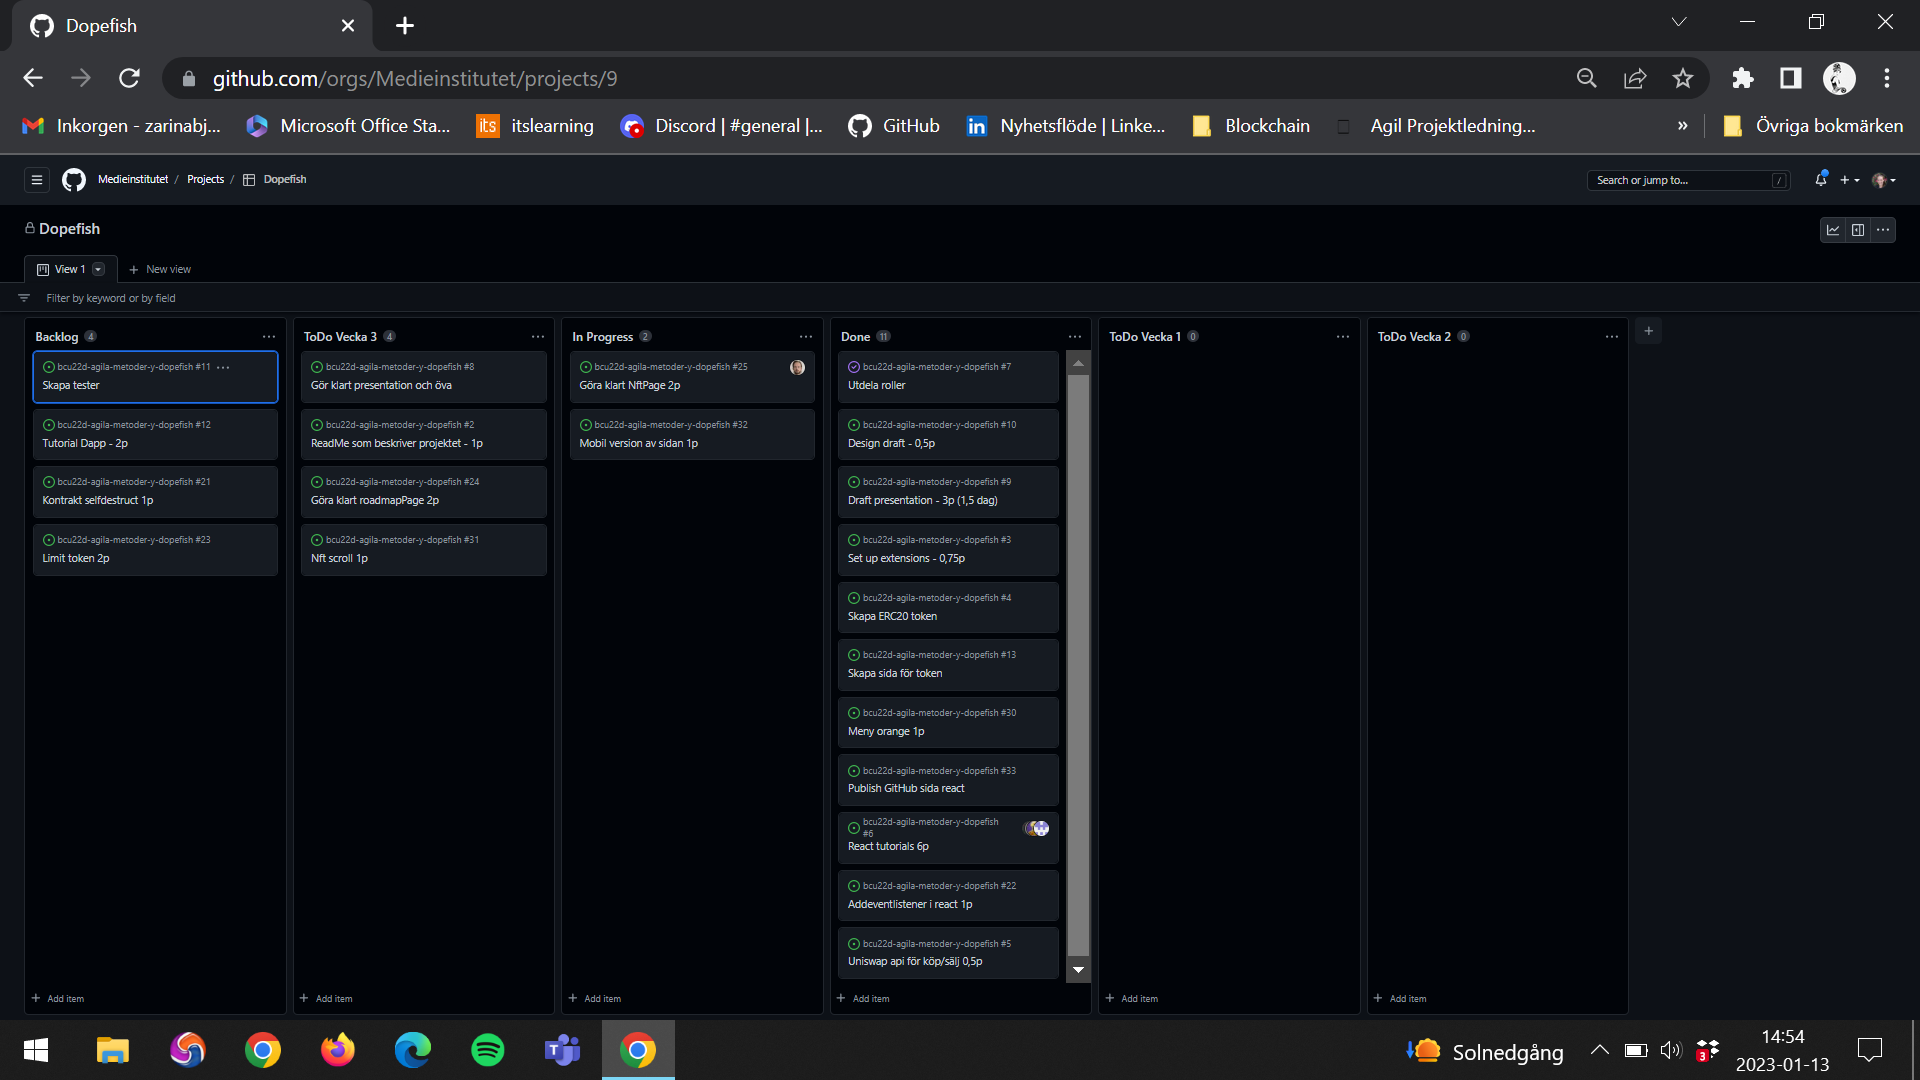 Dopefish
github.com/orgs/Medieinstitutet/projects/9
Inkorgen - zarinabj...
Microsoft Office Sta...
its
itslearning
Discord | #general |...
GitHub
in
Nyhetsflöde | Linke...
Blockchain
Agil Projektledning...
»
Övriga bokmärken
Medieinstitutet / Projects / Dopefish
Search or jump to... /
Dopefish
View 1
New view
Filter by keyword or by field
Backlog 4
bcu22d-agila-metoder-y-dopefish #11
Skapa tester
bcu22d-agila-metoder-y-dopefish #12
Tutorial Dapp - 2p
bcu22d-agila-metoder-y-dopefish #21
Kontrakt selfdestruct 1p
bcu22d-agila-metoder-y-dopefish #23
Limit token 2p
Add item
ToDo Vecka 3 4
bcu22d-agila-metoder-y-dopefish #8
Gör klart presentation och öva
bcu22d-agila-metoder-y-dopefish #2
ReadMe som beskriver projektet - 1p
bcu22d-agila-metoder-y-dopefish #24
Göra klart roadmapPage 2p
bcu22d-agila-metoder-y-dopefish #31
Nft scroll 1p
Add item
In Progress 2
bcu22d-agila-metoder-y-dopefish #25
Göra klart NftPage 2p
bcu22d-agila-metoder-y-dopefish #32
Mobil version av sidan 1p
Add item
Done 11
bcu22d-agila-metoder-y-dopefish #7
Utdela roller
bcu22d-agila-metoder-y-dopefish #10
Design draft - 0,5p
bcu22d-agila-metoder-y-dopefish #9
Draft presentation - 3p (1,5 dag)
bcu22d-agila-metoder-y-dopefish #3
Set up extensions - 0,75p
bcu22d-agila-metoder-y-dopefish #4
Skapa ERC20 token
bcu22d-agila-metoder-y-dopefish #13
Skapa sida för token
bcu22d-agila-metoder-y-dopefish #30
Meny orange 1p
bcu22d-agila-metoder-y-dopefish #33
Publish GitHub sida react
bcu22d-agila-metoder-y-dopefish
#6
React tutorials 6p
bcu22d-agila-metoder-y-dopefish #22
Addeventlistener i react 1p
bcu22d-agila-metoder-y-dopefish #5
Uniswap api för köp/sälj 0,5p
Add item
ToDo Vecka 1 0
Add item
ToDo Vecka 2 0
Add item
Solnedgång
3
14:54
2023-01-13